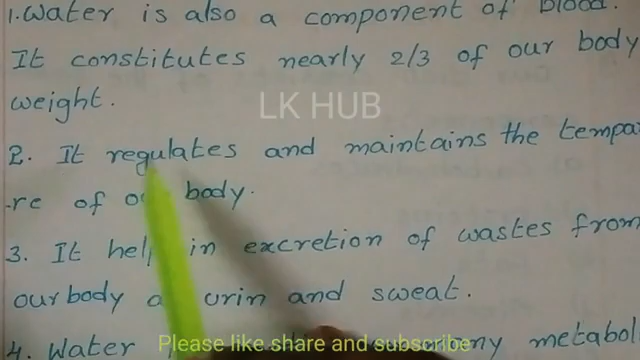 1. Water is also a component of blood.
It constitutes nearly 2/3 of our body
weight.
LK HUB
2. It regulates and maintains the tempa
-re of body.
3. It in excretion of wastes from
our body urin and sweat.
4. Water metabol
Please like share and subscribe